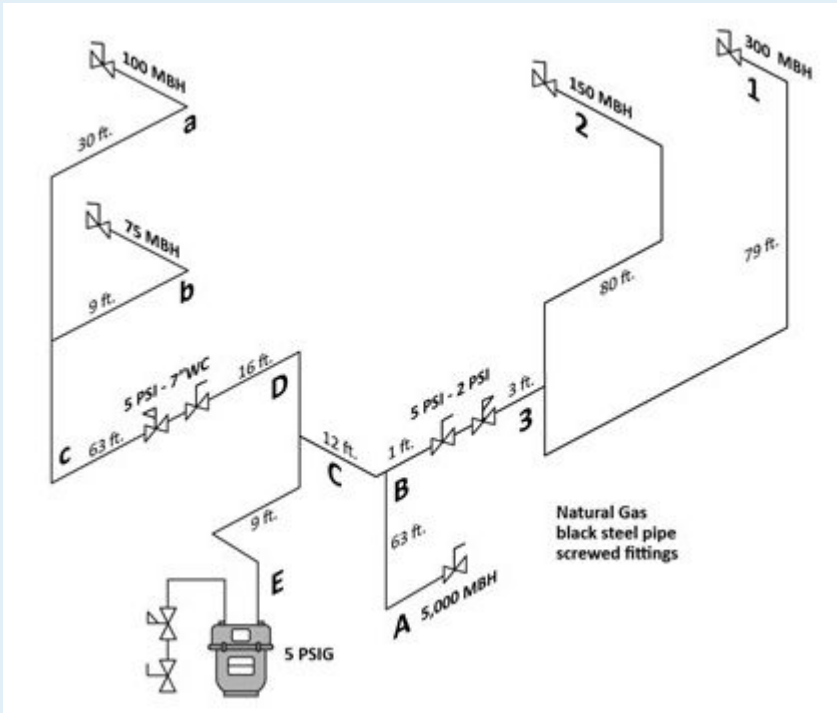 100 MBH
a
30 ft.
75 MBH
b
9 ft.
5 PSI - 7"WC
16 ft.
D
63 ft.
c
12 ft.
C
9 ft.
E
5 PSIG
150 MBH
2
300 MBH
1
80 ft.
79 ft.
5 PSI - 2 PSI
3 ft.
3
1 ft.
B
63 ft.
A
5,000 MBH
Natural Gas
black steel pipe
screwed fittings